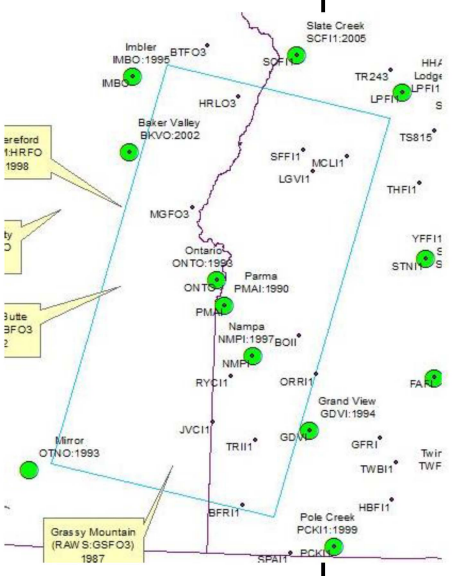 Slate Creek
SCFI1:2005
SCFI1
Imbler
IMBO:1995
BTFO3
IMBO
HHA
Lodge
LPFI1
LPFI1
TR243
HRLO3
Baker Valley
BKVO:2002
TS815
S
ereford
M:HRFO
1998
SFFI1
MCLI1
LGVI1
THFI1
MGFO3
ty
O
YFFI1
S
S
STNI1
Ontario
ONTO:1993
ONTO
Parma
PMAI:1990
PMAI
Butte
BFO3
2
Nampa
NMPI:1997
NMPI
BOII
RYCI1
ORRI1
FAFI
Grand View
GDVI:1994
GDVI
JVCI1
TRII1
GFRI
Mirror
OTNO:1993
Twin
TWF
TWBI1
BFRI1
HBFI1
Grassy Mountain
(RAWS:GSFO3)
1987
Pole Creek
PCKI1:1999
PCKI1
SPAI1